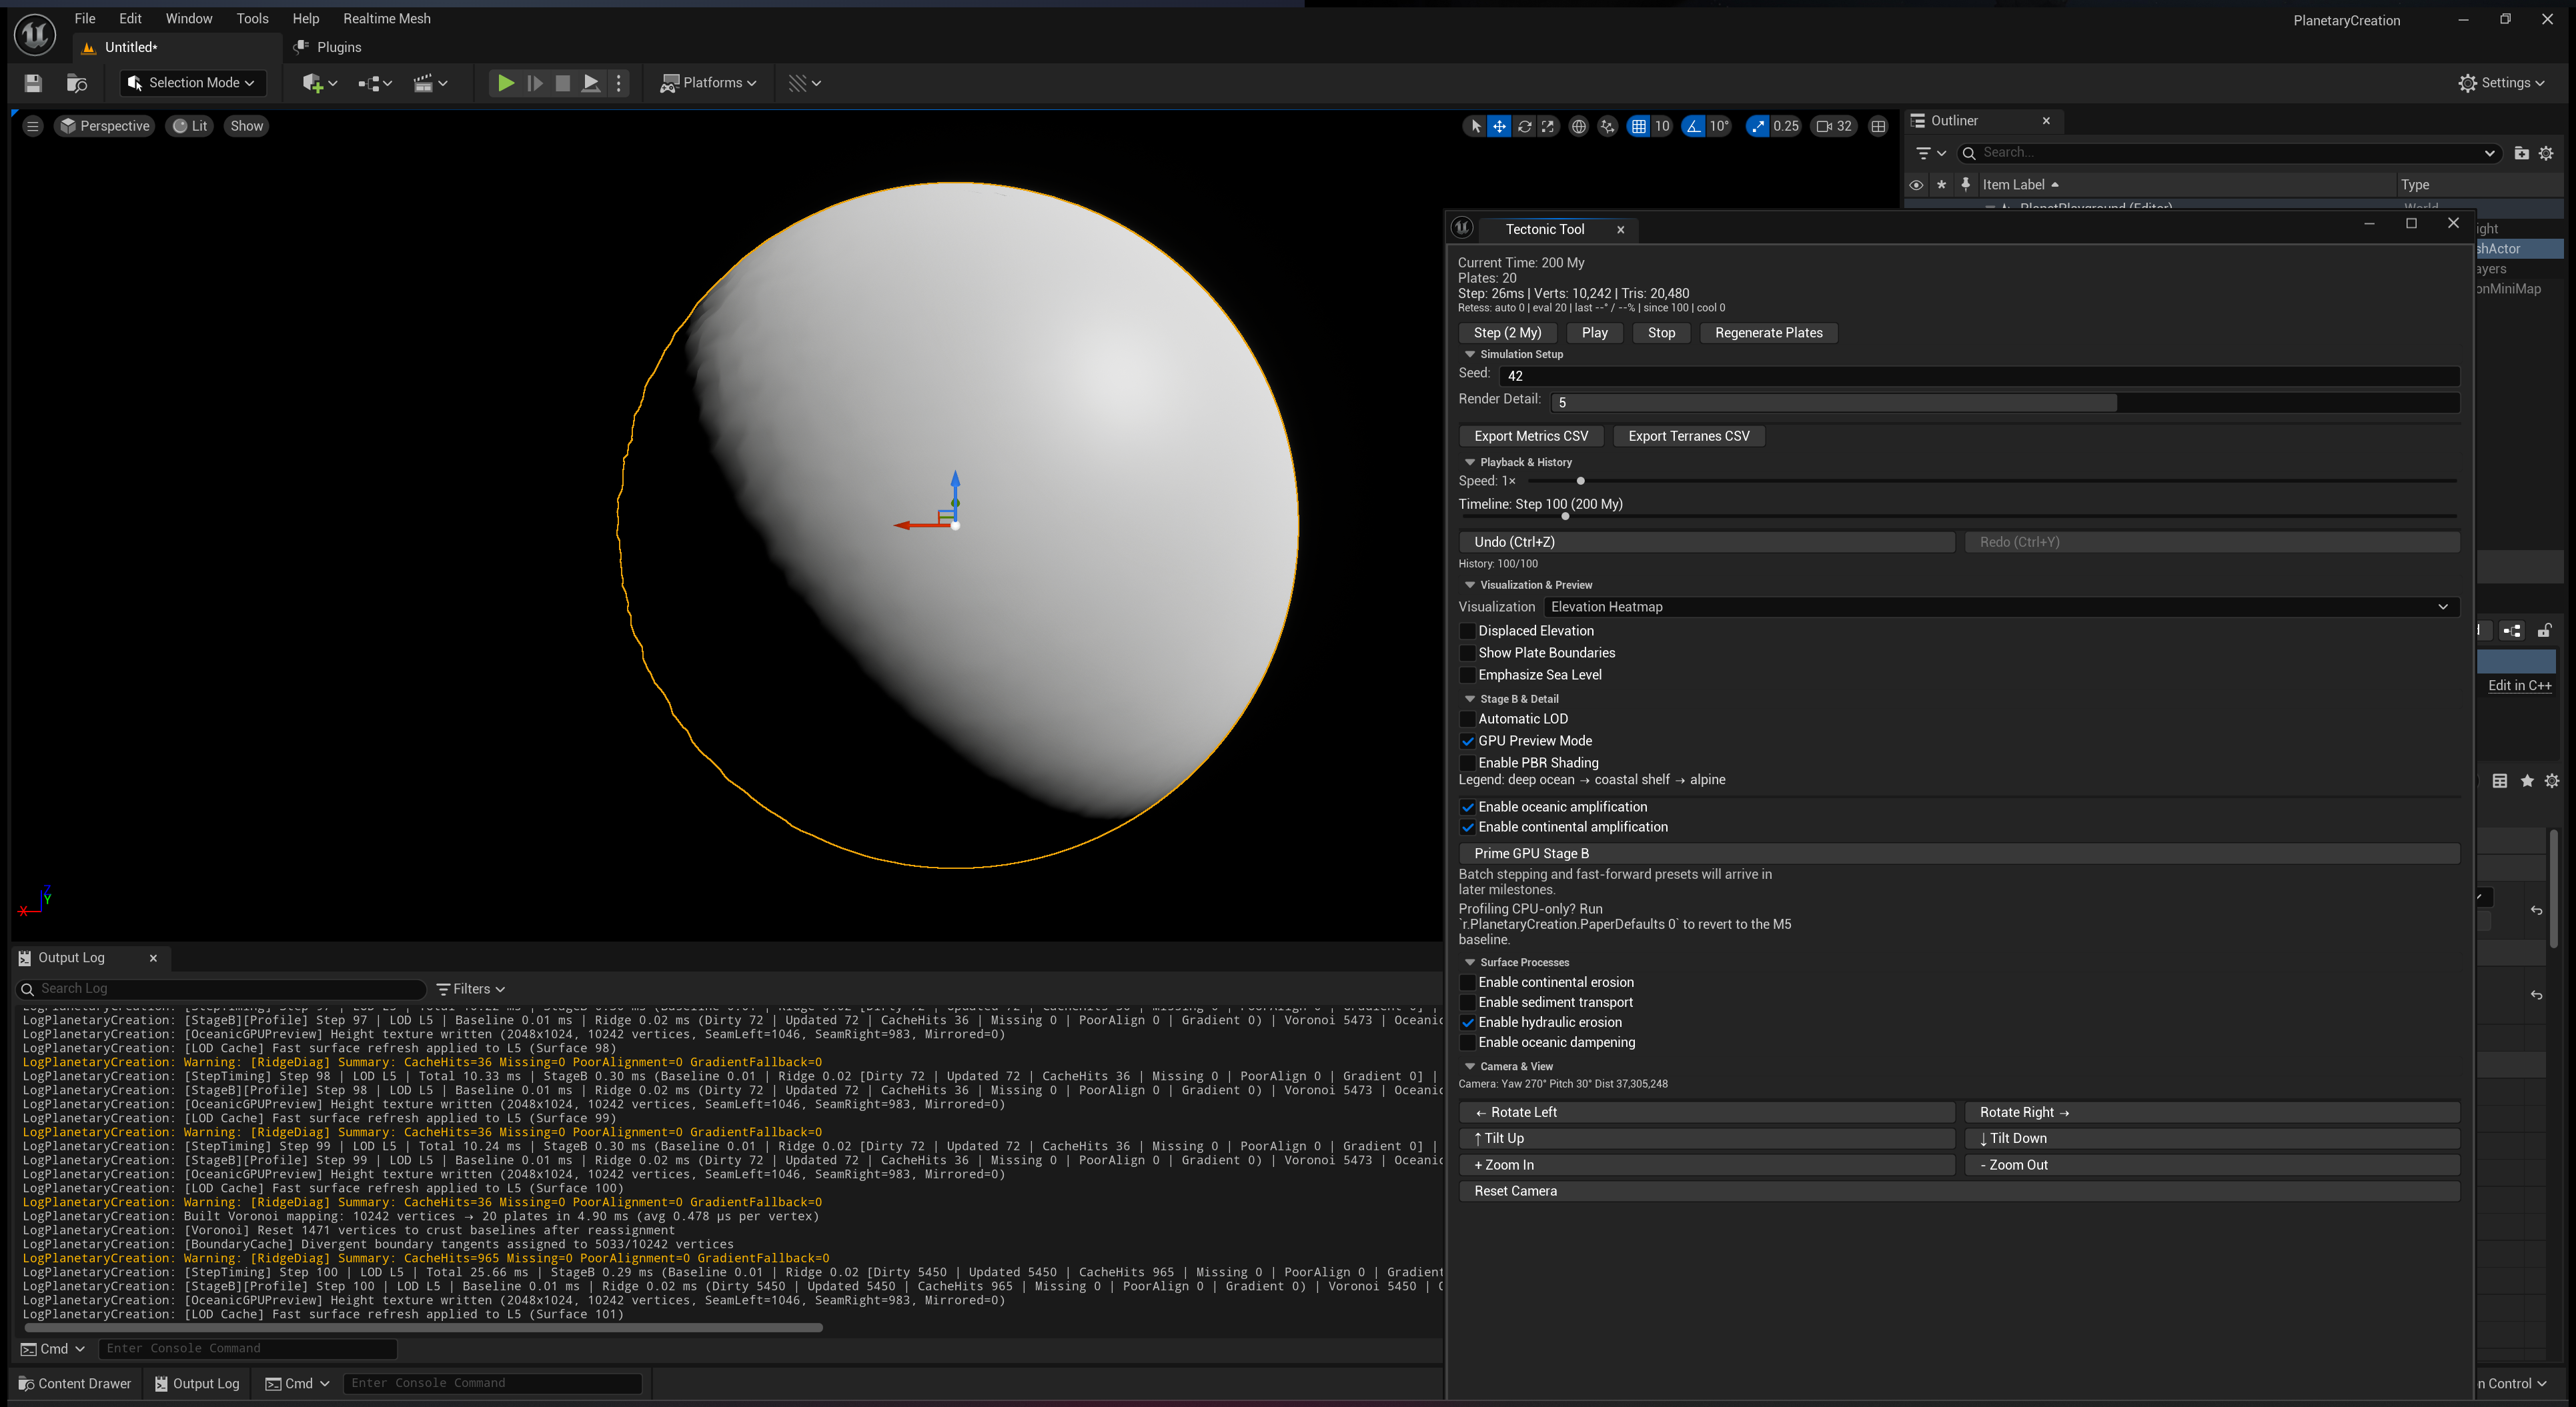 File Edit Window Tools Help Realtime Mesh
PlanetaryCreation
Untitled*
Plugins
Selection Mode
Platforms
Settings
Perspective Lit Show
10 10° 0.25 32
Outliner
Search...
Item Label Type
PlanetPlayground (Editor) World
ight
shActor
ayers
onMiniMap
Edit in C++
Tectonic Tool
Current Time: 200 My
Plates: 20
Step: 26ms | Verts: 10,242 | Tris: 20,480
Retess: auto 0 | eval 20 | last --° / --% | since 100 | cool 0
Step (2 My) Play Stop Regenerate Plates
Simulation Setup
Seed: 42
Render Detail: 5
Export Metrics CSV Export Terranes CSV
Playback & History
Speed: 1×
Timeline: Step 100 (200 My)
Undo (Ctrl+Z) Redo (Ctrl+Y)
History: 100/100
Visualization & Preview
Visualization Elevation Heatmap
Displaced Elevation
Show Plate Boundaries
Emphasize Sea Level
Stage B & Detail
Automatic LOD
GPU Preview Mode
Enable PBR Shading
Legend: deep ocean → coastal shelf → alpine
Enable oceanic amplification
Enable continental amplification
Prime GPU Stage B
Batch stepping and fast-forward presets will arrive in
later milestones.
Profiling CPU-only? Run
`r.PlanetaryCreation.PaperDefaults 0` to revert to the M5
baseline.
Surface Processes
Enable continental erosion
Enable sediment transport
Enable hydraulic erosion
Enable oceanic dampening
Camera & View
Camera: Yaw 270° Pitch 30° Dist 37,305,248
← Rotate Left Rotate Right →
↑ Tilt Up ↓ Tilt Down
+ Zoom In - Zoom Out
Reset Camera
X Z Y
Output Log
Search Log Filters
LogPlanetaryCreation: [StageB][Profile] Step 97 | LOD L5 | Baseline 0.01 ms | Ridge 0.02 ms (Dirty 72 | Updated 72 | CacheHits 36 | Missing 0 | PoorAlign 0 | Gradient 0) | Voronoi 5473 | Oceanic
LogPlanetaryCreation: [OceanicGPUPreview] Height texture written (2048x1024, 10242 vertices, SeamLeft=1046, SeamRight=983, Mirrored=0)
LogPlanetaryCreation: [LOD Cache] Fast surface refresh applied to L5 (Surface 98)
LogPlanetaryCreation: Warning: [RidgeDiag] Summary: CacheHits=36 Missing=0 PoorAlignment=0 GradientFallback=0
LogPlanetaryCreation: [StepTiming] Step 98 | LOD L5 | Total 10.33 ms | StageB 0.30 ms (Baseline 0.01 | Ridge 0.02 [Dirty 72 | Updated 72 | CacheHits 36 | Missing 0 | PoorAlign 0 | Gradient 0] |
LogPlanetaryCreation: [StageB][Profile] Step 98 | LOD L5 | Baseline 0.01 ms | Ridge 0.02 ms (Dirty 72 | Updated 72 | CacheHits 36 | Missing 0 | PoorAlign 0 | Gradient 0) | Voronoi 5473 | Oceanic
LogPlanetaryCreation: [OceanicGPUPreview] Height texture written (2048x1024, 10242 vertices, SeamLeft=1046, SeamRight=983, Mirrored=0)
LogPlanetaryCreation: [LOD Cache] Fast surface refresh applied to L5 (Surface 99)
LogPlanetaryCreation: Warning: [RidgeDiag] Summary: CacheHits=36 Missing=0 PoorAlignment=0 GradientFallback=0
LogPlanetaryCreation: [StepTiming] Step 99 | LOD L5 | Total 10.24 ms | StageB 0.30 ms (Baseline 0.01 | Ridge 0.02 [Dirty 72 | Updated 72 | CacheHits 36 | Missing 0 | PoorAlign 0 | Gradient 0] |
LogPlanetaryCreation: [StageB][Profile] Step 99 | LOD L5 | Baseline 0.01 ms | Ridge 0.02 ms (Dirty 72 | Updated 72 | CacheHits 36 | Missing 0 | PoorAlign 0 | Gradient 0) | Voronoi 5473 | Oceanic
LogPlanetaryCreation: [OceanicGPUPreview] Height texture written (2048x1024, 10242 vertices, SeamLeft=1046, SeamRight=983, Mirrored=0)
LogPlanetaryCreation: [LOD Cache] Fast surface refresh applied to L5 (Surface 100)
LogPlanetaryCreation: Warning: [RidgeDiag] Summary: CacheHits=36 Missing=0 PoorAlignment=0 GradientFallback=0
LogPlanetaryCreation: Built Voronoi mapping: 10242 vertices → 20 plates in 4.90 ms (avg 0.478 µs per vertex)
LogPlanetaryCreation: [Voronoi] Reset 1471 vertices to crust baselines after reassignment
LogPlanetaryCreation: [BoundaryCache] Divergent boundary tangents assigned to 5033/10242 vertices
LogPlanetaryCreation: Warning: [RidgeDiag] Summary: CacheHits=965 Missing=0 PoorAlignment=0 GradientFallback=0
LogPlanetaryCreation: [StepTiming] Step 100 | LOD L5 | Total 25.66 ms | StageB 0.29 ms (Baseline 0.01 | Ridge 0.02 [Dirty 5450 | Updated 5450 | CacheHits 965 | Missing 0 | PoorAlign 0 | Gradient
LogPlanetaryCreation: [StageB][Profile] Step 100 | LOD L5 | Baseline 0.01 ms | Ridge 0.02 ms (Dirty 5450 | Updated 5450 | CacheHits 965 | Missing 0 | PoorAlign 0 | Gradient 0) | Voronoi 5450 | O
LogPlanetaryCreation: [OceanicGPUPreview] Height texture written (2048x1024, 10242 vertices, SeamLeft=1046, SeamRight=983, Mirrored=0)
LogPlanetaryCreation: [LOD Cache] Fast surface refresh applied to L5 (Surface 101)
Cmd Enter Console Command
Content Drawer Output Log Cmd Enter Console Command
n Control